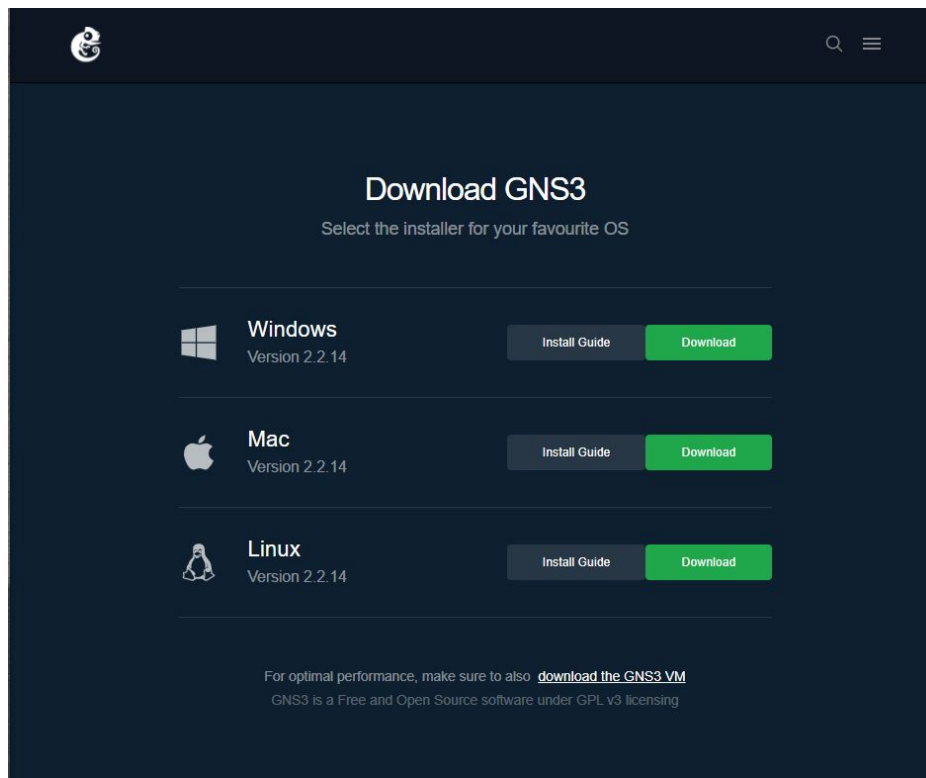 Download GNS3
Select the installer for your favourite OS
Windows
Version 2.2.14
Install Guide
Download
Mac
Version 2.2.14
Install Guide
Download
Linux
Version 2.2.14
Install Guide
Download
For optimal performance, make sure to also download the GNS3 VM
GNS3 is a Free and Open Source software under GPL v3 licensing